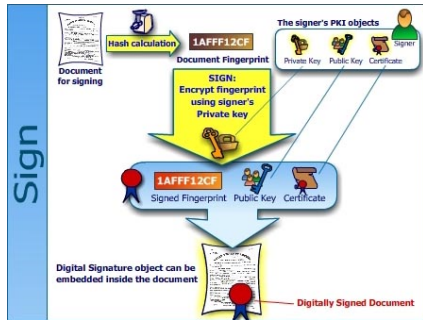 Sign
Document
for signing
Hash calculation
1AFFF12CF
Document Fingerprint
The signer's PKI objects
Signer
Private Key
Public Key
Certificate
SIGN:
Encrypt fingerprint
using signer's
Private key
1AFFF12CF
Signed Fingerprint
Public Key
Certificate
Digital Signature object can be
embedded inside the document
Digitally Signed Document